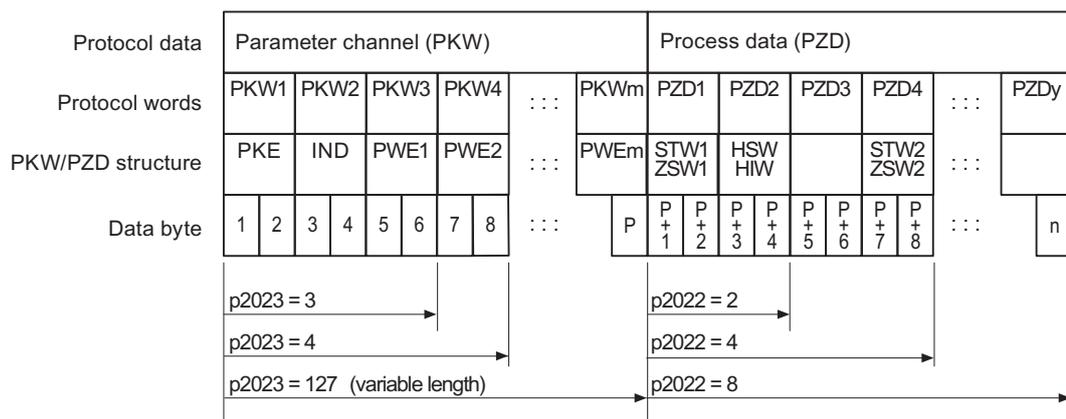 Protocol data Parameter channel (PKW) Process data (PZD)
Protocol words PKW1 PKW2 PKW3 PKW4 : : : PKWm PZD1 PZD2 PZD3 PZD4 : : : PZDy
PKW/PZD structure PKE IND PWE1 PWE2 : : : PWEm STW1 ZSW1 HSW HIW STW2 ZSW2 : : :
Data byte 1 2 3 4 5 6 7 8 : : : P P+1 P+2 P+3 P+4 P+5 P+6 P+7 P+8 : : : n
p2023 = 3 p2022 = 2
p2023 = 4 p2022 = 4
p2023 = 127 (variable length) p2022 = 8